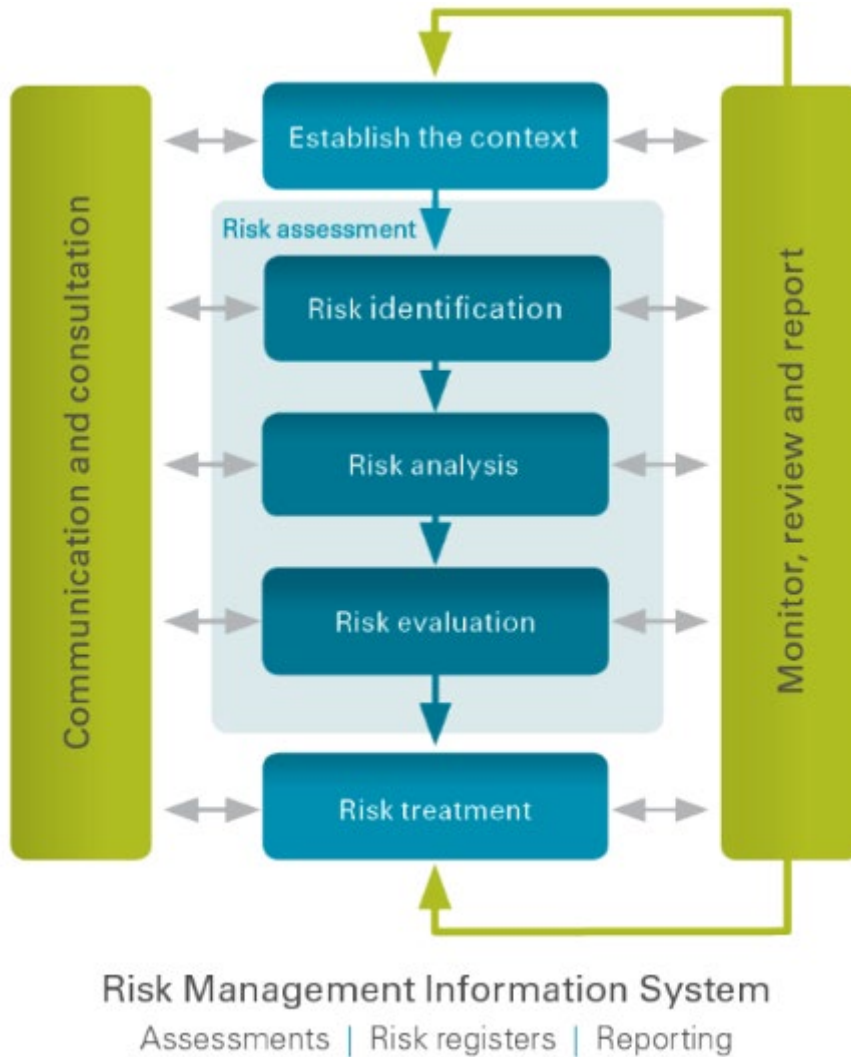 Establish the context
Risk assessment
Risk identification
Risk analysis
Risk evaluation
Risk treatment
Communication and consultation
Monitor, review and report
Risk Management Information System
Assessments | Risk registers | Reporting